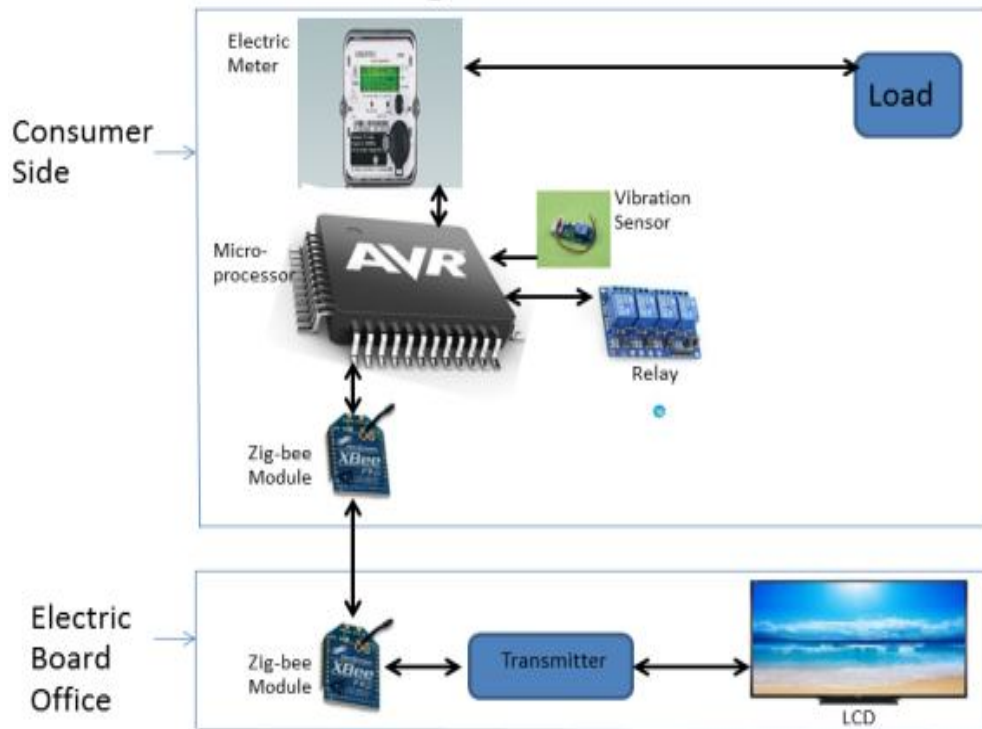 Electric
Meter
Load
Consumer
Side
Vibration
Sensor
Micro-
processor
AVR
Relay
Zig-bee
Module
XBee
Electric
Board
Office
Zig-bee
Module
XBee
Transmitter
LCD